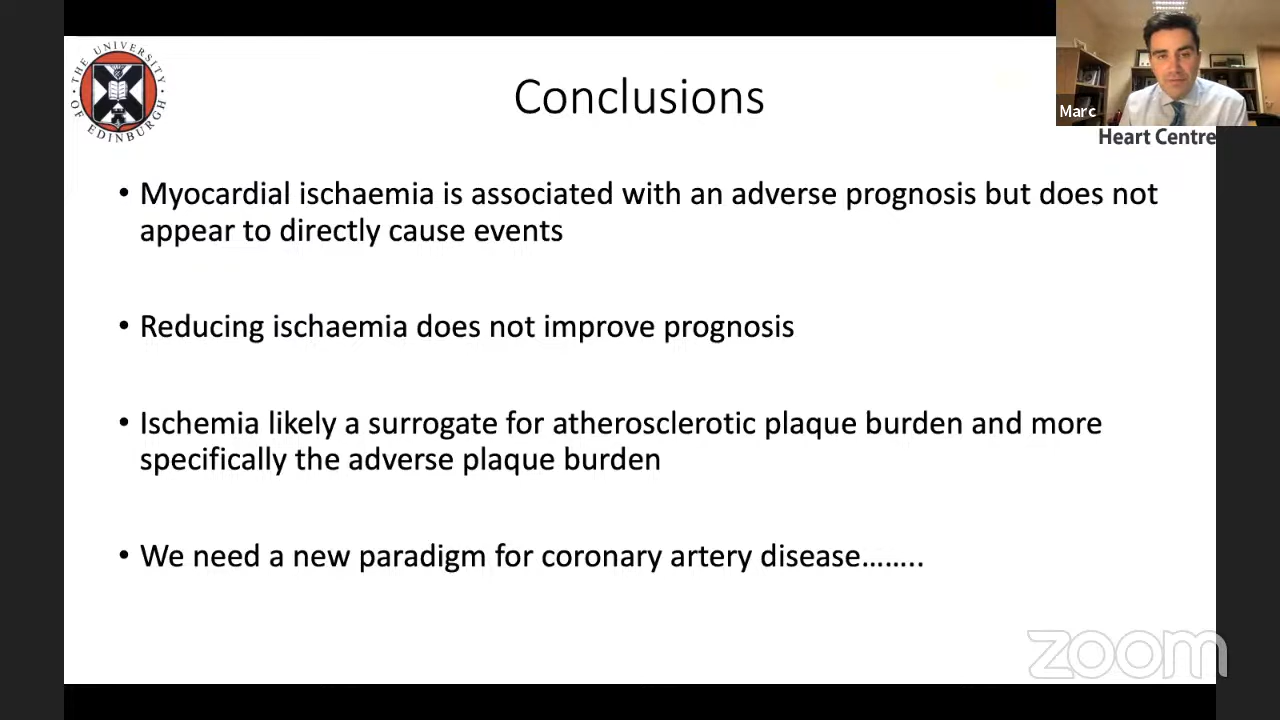 THE UNIVERSITY OF EDINBURGH
Conclusions
Marc
Heart Centre
• Myocardial ischaemia is associated with an adverse prognosis but does not
appear to directly cause events
• Reducing ischaemia does not improve prognosis
• Ischemia likely a surrogate for atherosclerotic plaque burden and more
specifically the adverse plaque burden
• We need a new paradigm for coronary artery disease……..
zoom